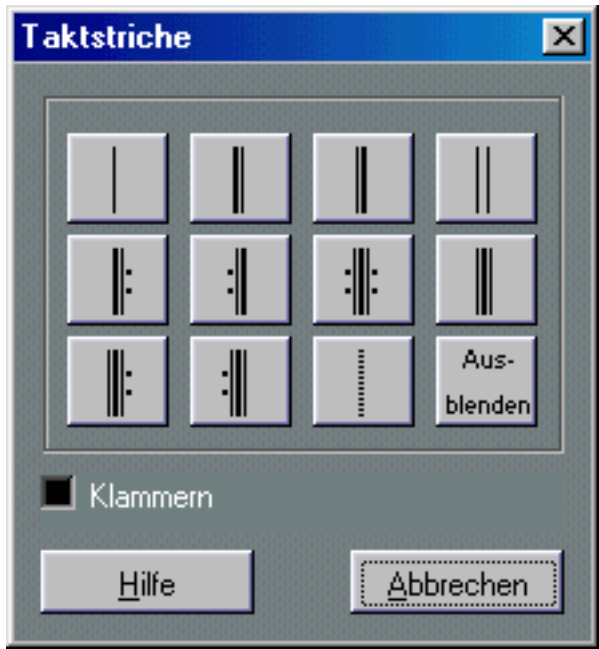 Taktstriche
Aus-
blenden
Klammern
Hilfe
Abbrechen